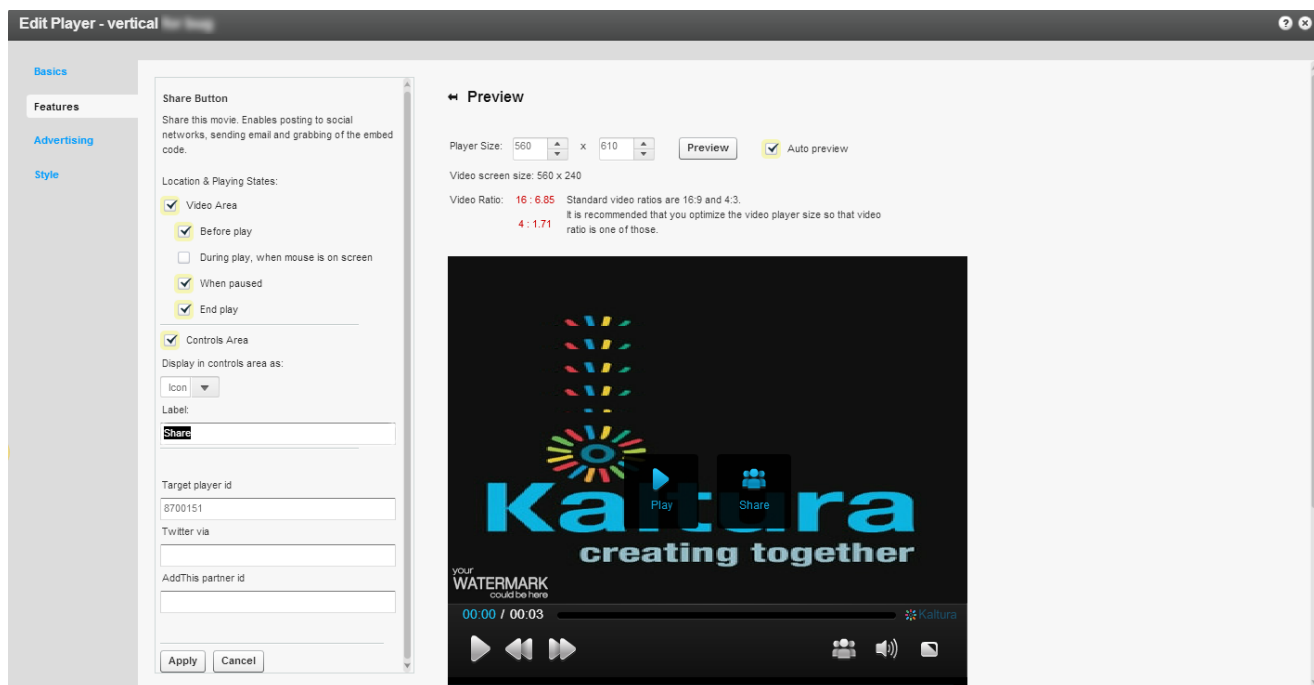 Edit Player - vertical
Basics
Features
Advertising
Style
Share Button
Share this movie. Enables posting to social
networks, sending email and grabbing of the embed
code.
Location & Playing States:
Video Area
Before play
During play, when mouse is on screen
When paused
End play
Controls Area
Display in controls area as:
Icon
Label:
Share
Target player id
8700151
Twitter via
AddThis partner id
Apply Cancel
Preview
Player Size: 560 x 610 Preview Auto preview
Video screen size: 560 x 240
Video Ratio: 16 : 6.85 Standard video ratios are 16:9 and 4:3.
It is recommended that you optimize the video player size so that video
4 : 1.71 ratio is one of those.
Kaltura
Play Share
creating together
your
WATERMARK
could be here
00:00 / 00:03 Kaltura